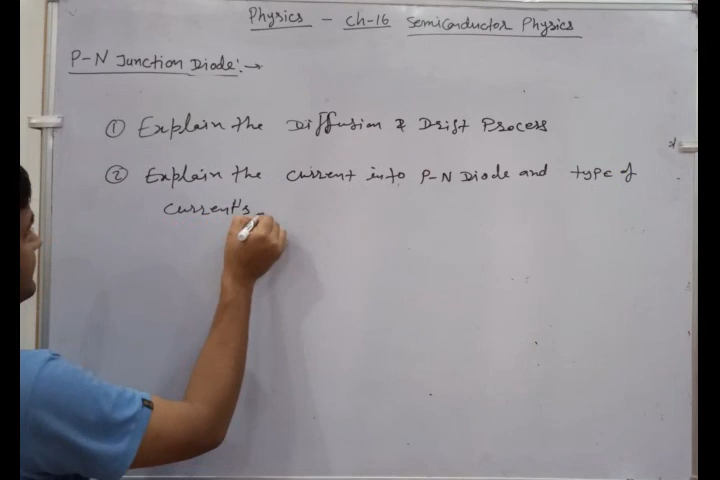 Physics - Ch-16 Semiconductor Physics
P-N Junction Diode:→
① Explain the Diffusion & Drift Process
② Explain the current into P-N Diode and type of
current's